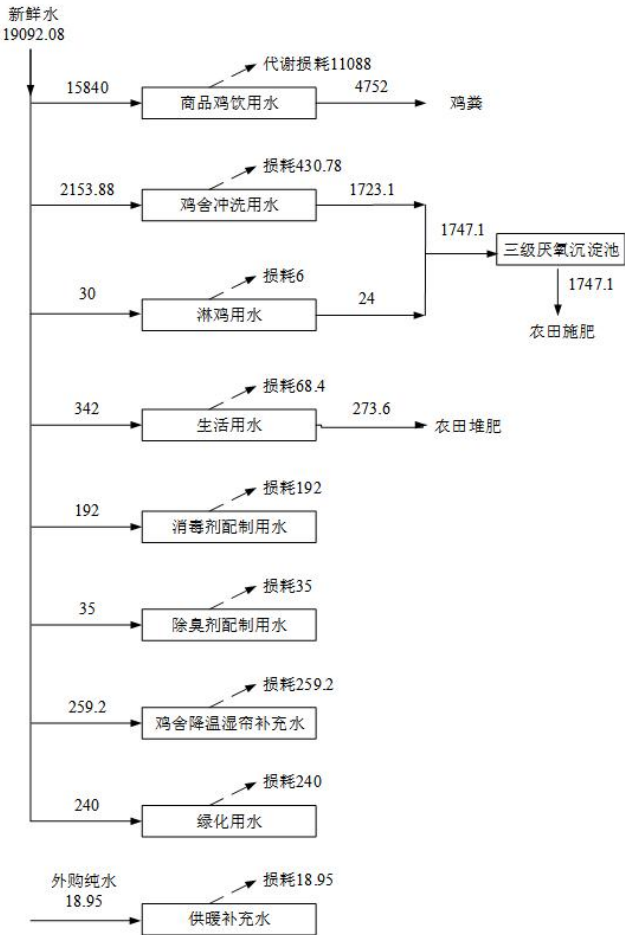 新鲜水
19092.08
代谢损耗11088
15840
商品鸡饮用水
4752
鸡粪
损耗430.78
2153.88
鸡舍冲洗用水
1723.1
1747.1
三级厌氧沉淀池
1747.1
农田施肥
损耗6
30
淋鸡用水
24
损耗68.4
342
生活用水
273.6
农田堆肥
损耗192
192
消毒剂配制用水
损耗35
35
除臭剂配制用水
损耗259.2
259.2
鸡舍降温湿帘补充水
损耗240
240
绿化用水
外购纯水
18.95
损耗18.95
供暖补充水